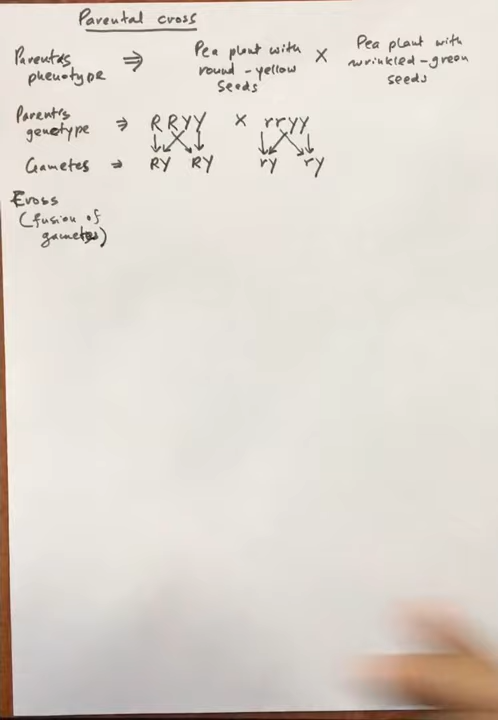 Parental cross
Parents phenotype ⇒ Pea plant with round-yellow seeds × Pea plant with wrinkled-green seeds
Parent's genotype ⇒ RRYY × rryy
Gametes ⇒ RY RY ry ry
Cross
(fusion of
gametes)